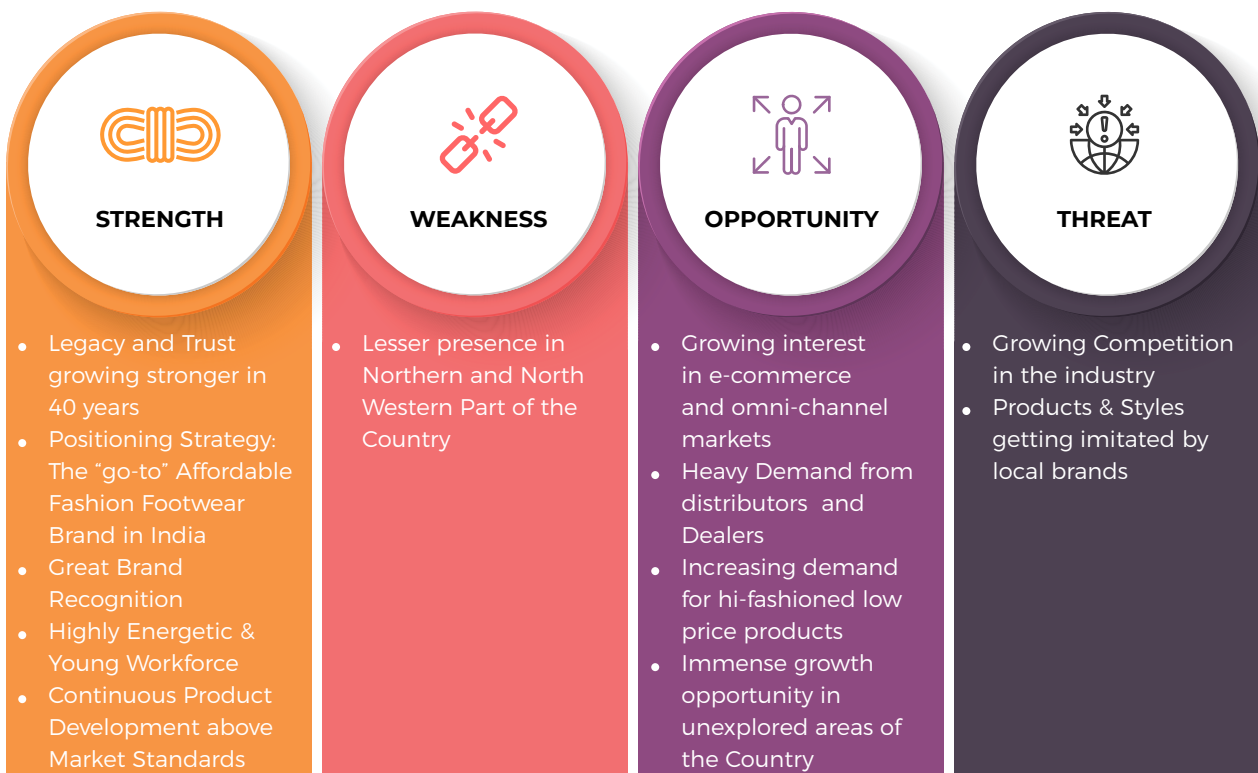 STRENGTH
• Legacy and Trust
growing stronger in
40 years
• Positioning Strategy:
The “go-to” Affordable
Fashion Footwear
Brand in India
• Great Brand
Recognition
• Highly Energetic &
Young Workforce
• Continuous Product
Development above
Market Standards
WEAKNESS
• Lesser presence in
Northern and North
Western Part of the
Country
OPPORTUNITY
• Growing interest
in e-commerce
and omni-channel
markets
• Heavy Demand from
distributors and
Dealers
• Increasing demand
for hi-fashioned low
price products
• Immense growth
opportunity in
unexplored areas of
the Country
THREAT
• Growing Competition
in the industry
• Products & Styles
getting imitated by
local brands